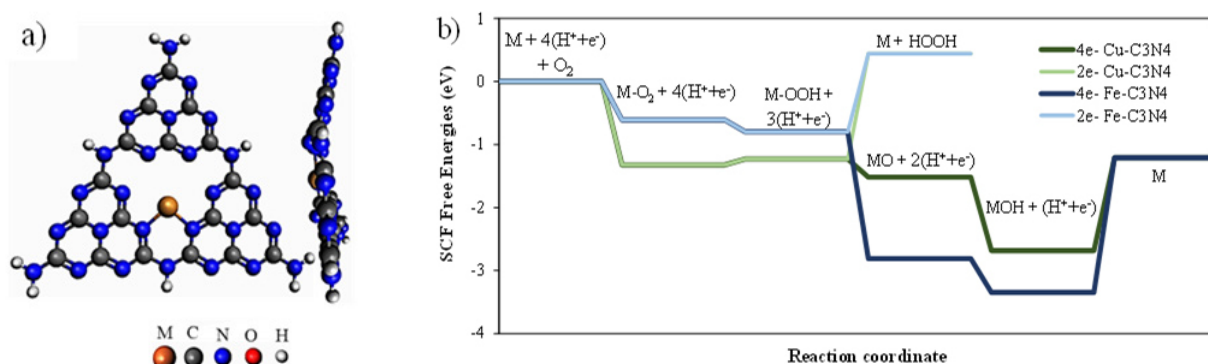 a)
M C N O H
b)
SCF Free Energies (eV)
1
0
-1
-2
-3
-4
M + 4(H⁺+e⁻)
+ O₂
M-O₂ + 4(H⁺+e⁻)
M-OOH +
3(H⁺+e⁻)
M + HOOH
MO + 2(H⁺+e⁻)
MOH + (H⁺+e⁻)
M
4e- Cu-C3N4
2e- Cu-C3N4
4e- Fe-C3N4
2e- Fe-C3N4
Reaction coordinate